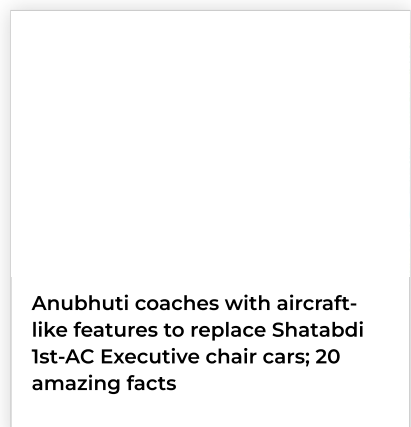 Anubhuti coaches with aircraft-
like features to replace Shatabdi
1st-AC Executive chair cars; 20
amazing facts